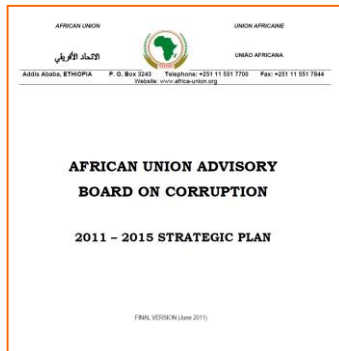 AFRICAN UNION
UNION AFRICAINE
الاتحاد الأفريقي
UNIÃO AFRICANA
Addis Ababa, ETHIOPIA P. O. Box 3243 Telephone: +251 11 551 7700 Fax: +251 11 551 7844
Website: www.africa-union.org
AFRICAN UNION ADVISORY
BOARD ON CORRUPTION
2011 – 2015 STRATEGIC PLAN
FINAL VERSION (June 2011)